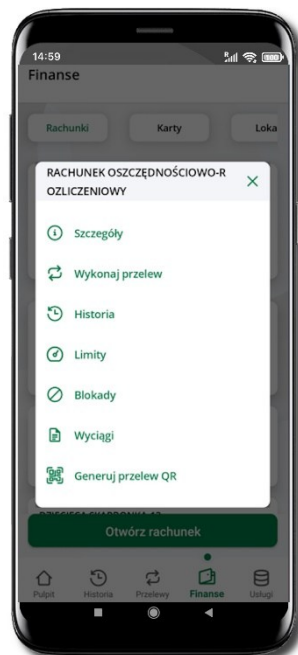 14:59
Finanse
Rachunki Karty Loka
RACHUNEK OSZCZĘDNOŚCIOWO-R
OZLICZENIOWY
Szczegóły
Wykonaj przelew
Historia
Limity
Blokady
Wyciągi
Generuj przelew QR
Otwórz rachunek
Pulpit Historia Przelewy Finanse Usługi